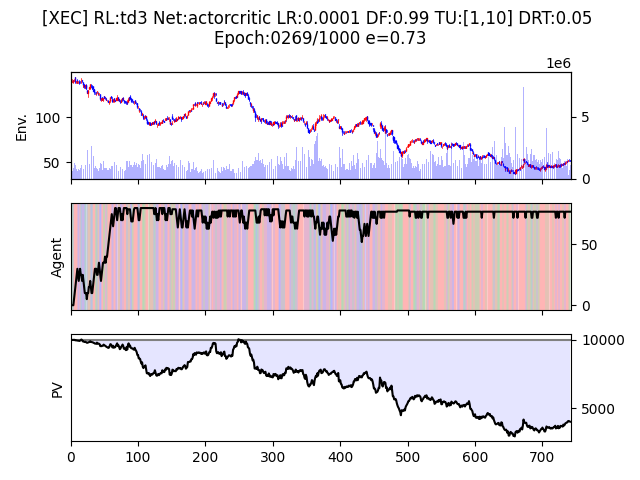 [XEC] RL:td3 Net:actorcritic LR:0.0001 DF:0.99 TU:[1,10] DRT:0.05
Epoch:0269/1000 e=0.73
1e6
Env.
100
50
5
0
Agent
50
0
PV
10000
5000
0 100 200 300 400 500 600 700